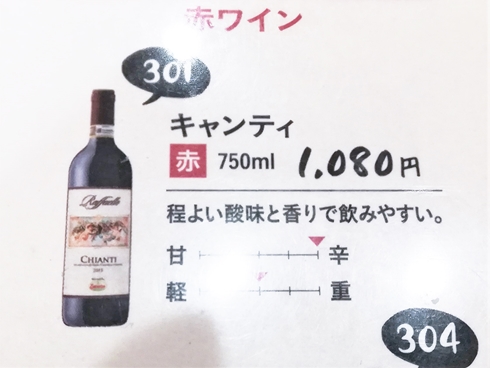 赤ワイン
301
キャンティ
赤 750ml 1,080円
程よい酸味と香りで飲みやすい。
甘 辛
軽 重
Raffaello
CHIANTI
304